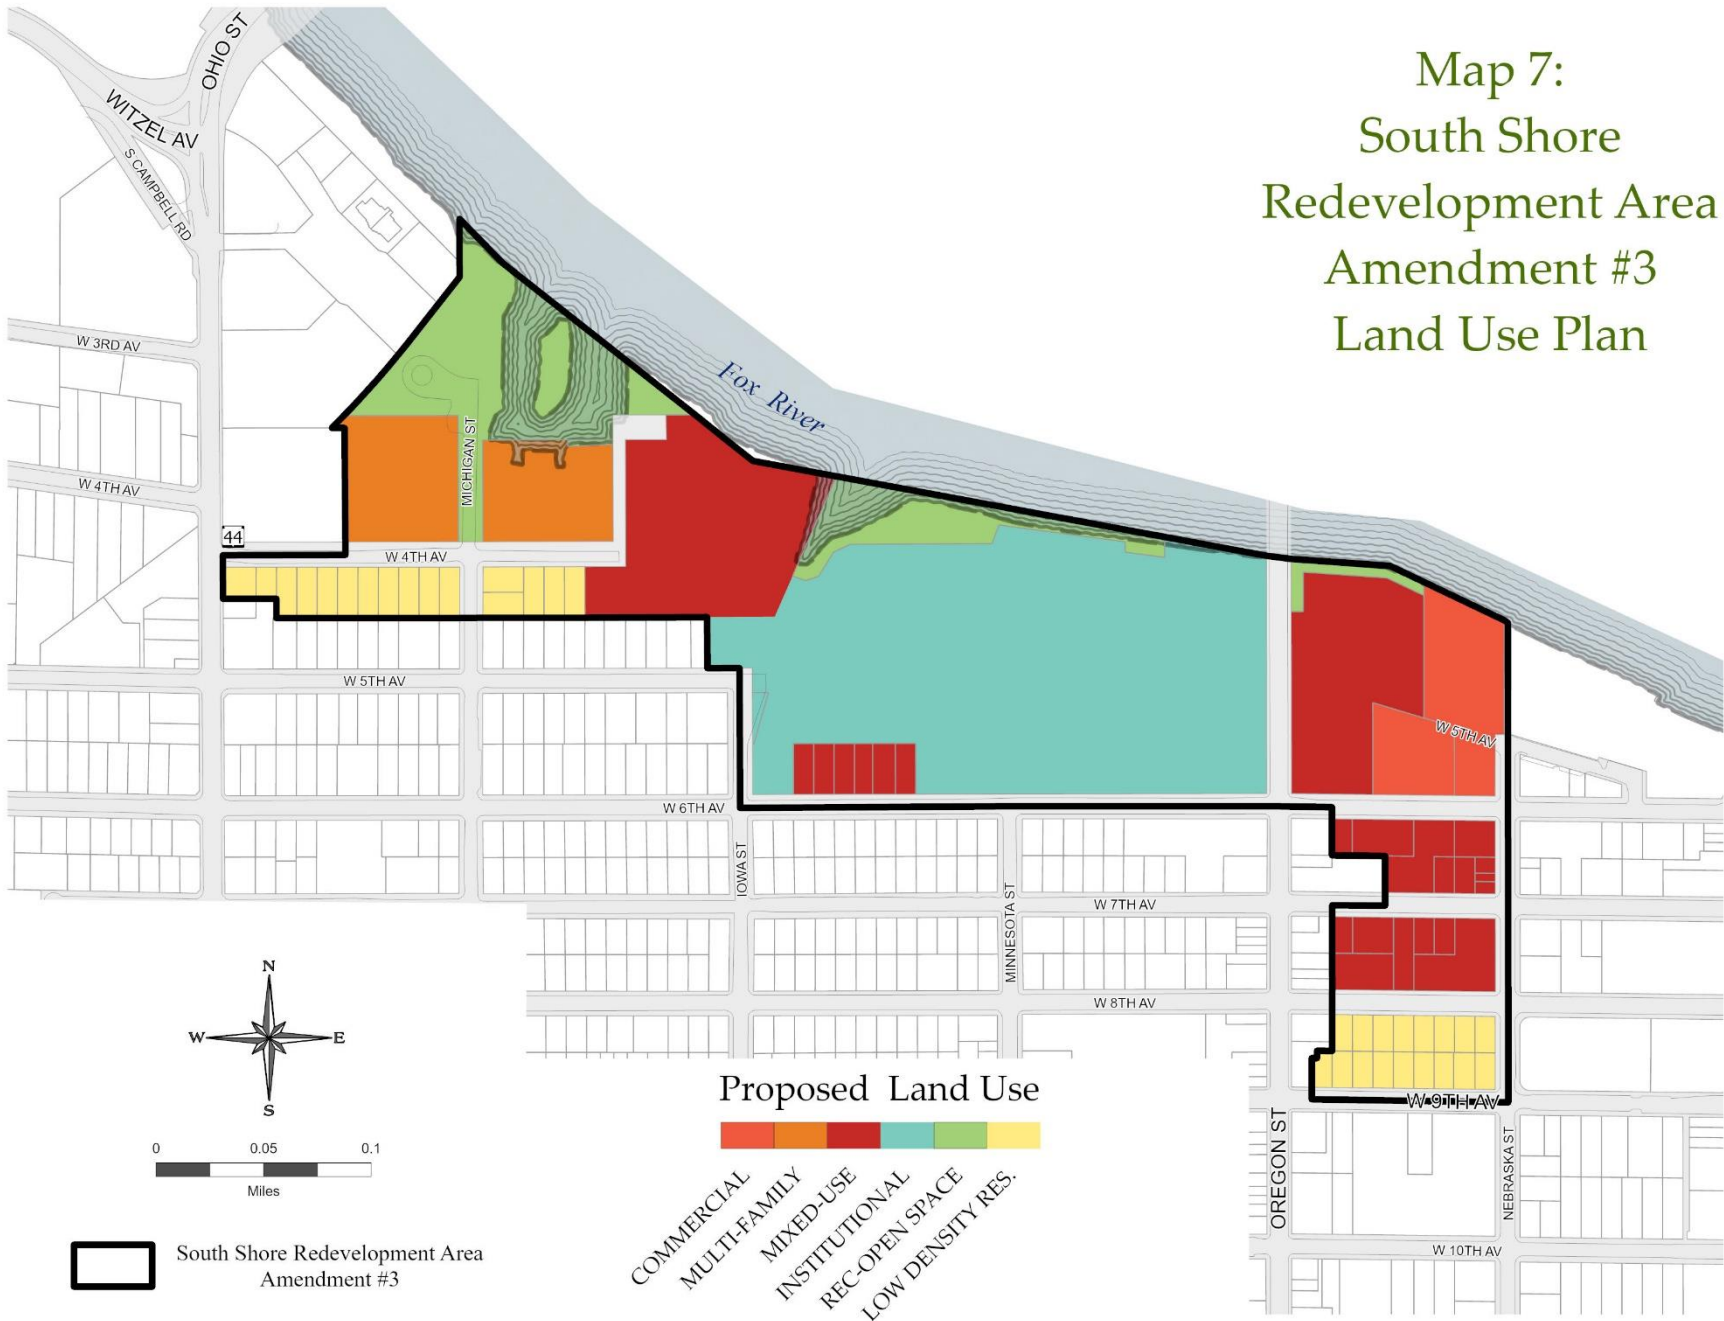 Map 7:
South Shore
Redevelopment Area
Amendment #3
Land Use Plan
OHIO ST
WITZEL AV
S CAMPBELL RD
W 3RD AV
Fox River
MICHIGAN ST
W 4TH AV
44
W 4TH AV
W 5TH AV
W 5TH AV
W 6TH AV
IOWA ST
MINNESOTA ST
W 7TH AV
W 8TH AV
W 9TH AV
OREGON ST
NEBRASKA ST
W 10TH AV
N
W E
S
0 0.05 0.1
Miles
South Shore Redevelopment Area
Amendment #3
Proposed Land Use
COMMERCIAL
MULTI-FAMILY
MIXED-USE
INSTITUTIONAL
REC-OPEN SPACE
LOW DENSITY RES.